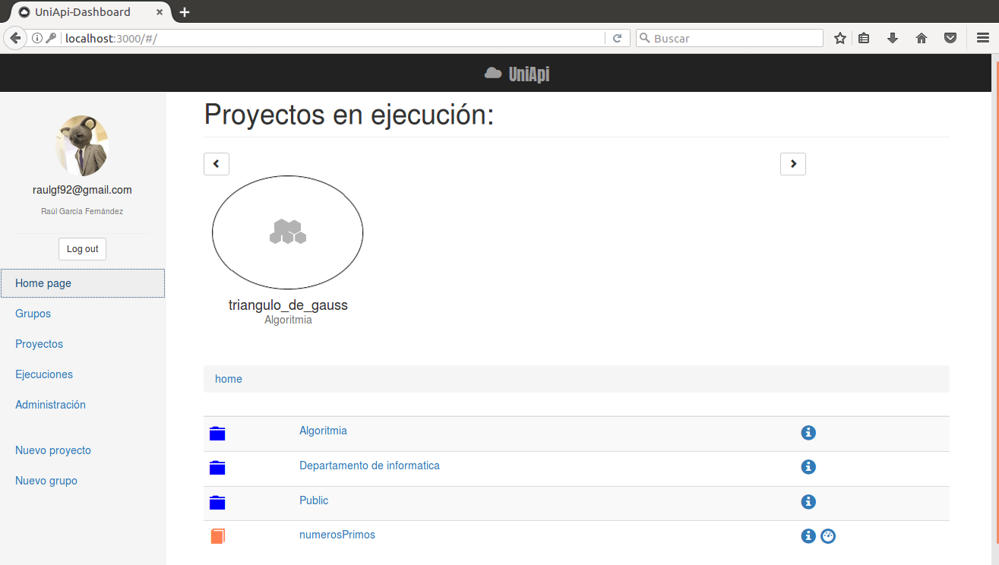 UniApi-Dashboard
localhost:3000/#/
Buscar
UniApi
raulgf92@gmail.com
Raúl García Fernández
Log out
Home page
Grupos
Proyectos
Ejecuciones
Administración
Nuevo proyecto
Nuevo grupo
Proyectos en ejecución:
triangulo_de_gauss
Algoritmia
home
Algoritmia
Departamento de informatica
Public
numerosPrimos